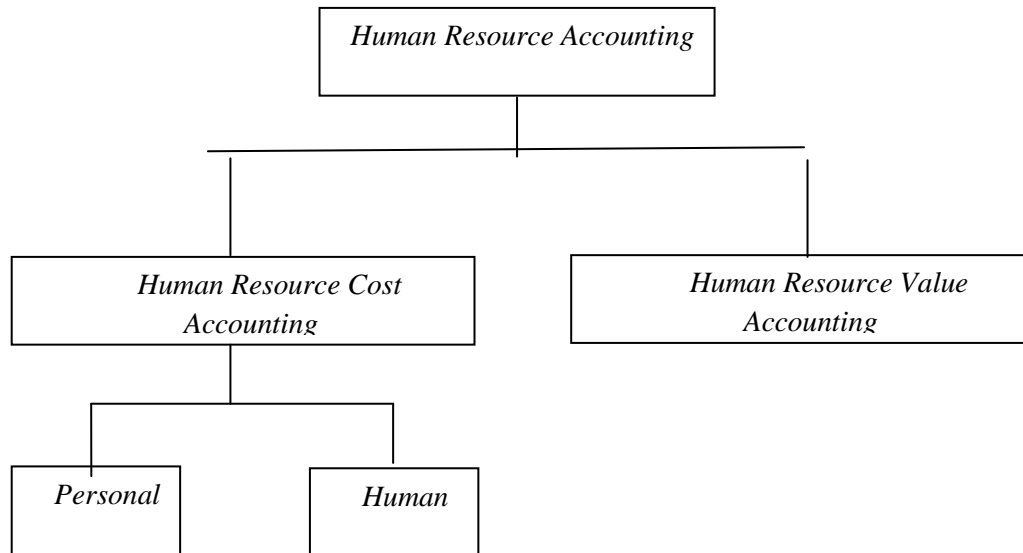 Human Resource Accounting
Human Resource Cost
Accounting
Human Resource Value
Accounting
Personal
Human